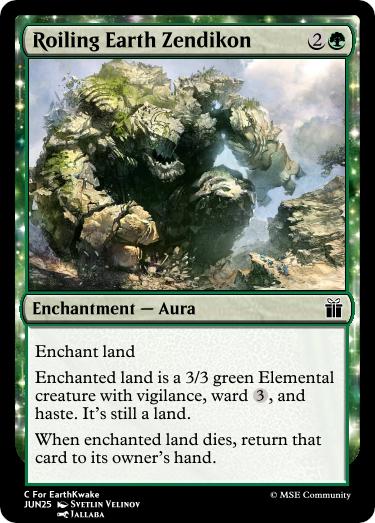 Roiling Earth Zendikon 2
Enchantment — Aura
Enchant land
Enchanted land is a 3/3 green Elemental
creature with vigilance, ward 3, and
haste. It's still a land.
When enchanted land dies, return that
card to its owner's hand.
C For EarthKwake
JUN25 Svetlin Velinov © MSE Community
Jallaba